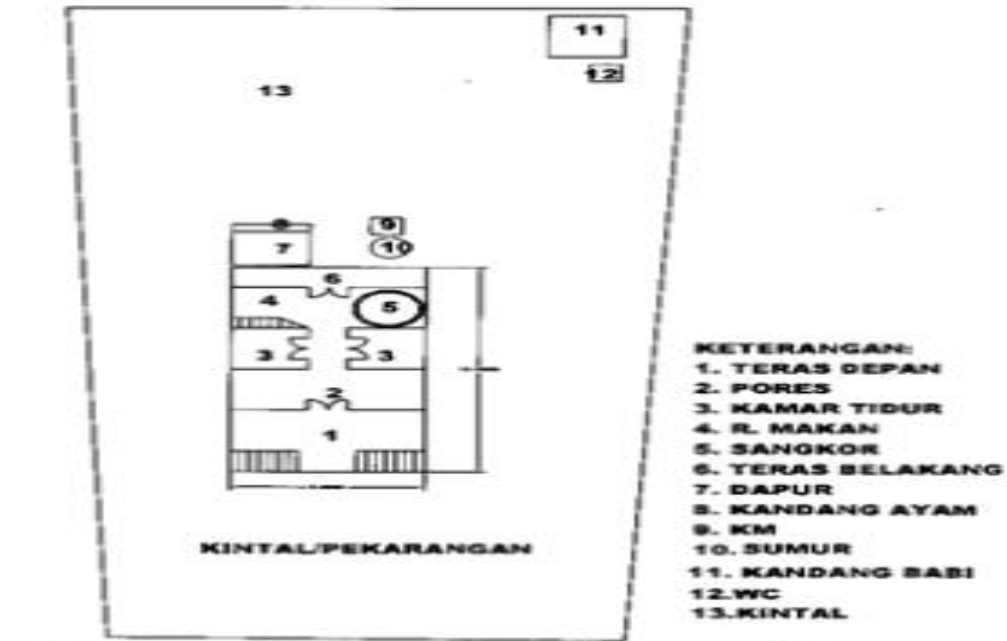 11
12
13
8
9
7
10
6
4
5
3
3
2
1
KINTAL/PEKARANGAN
KETERANGAN:
1. TERAS DEPAN
2. PORES
3. KAMAR TIDUR
4. R. MAKAN
5. SANGKOR
6. TERAS BELAKANG
7. DAPUR
8. KANDANG AYAM
9. KM
10. SUMUR
11. KANDANG BABI
12.WC
13.KINTAL